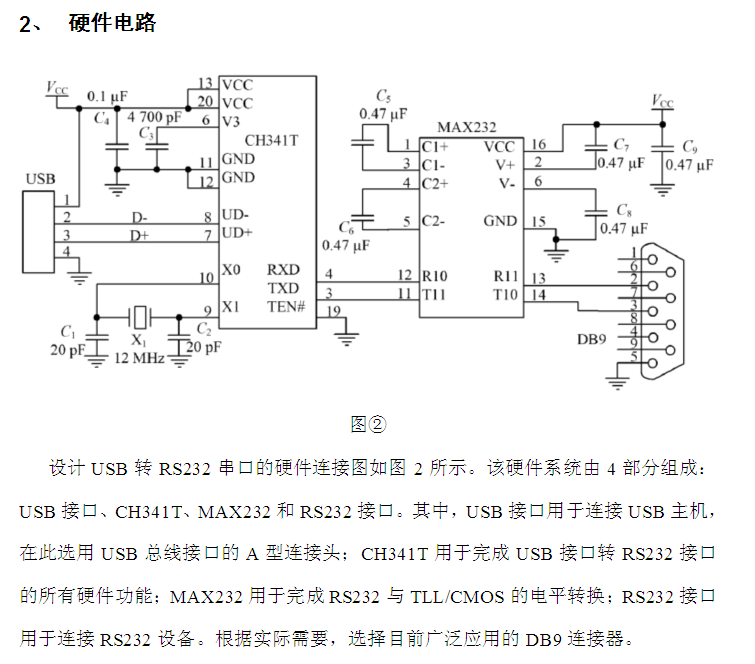 2、 硬件电路
VCC
0.1 μF
C4
4 700 pF
C3
13 VCC
20 VCC
6 V3
CH341T
11 GND
12 GND
USB
1
2 D- 8 UD-
3 D+ 7 UD+
4
10 X0
9 X1
RXD 4
TXD 3
TEN# 19
C1
20 pF
X1
12 MHz
C2
20 pF
C5
0.47 μF
MAX232
1 C1+
3 C1-
4 C2+
5 C2-
C6
0.47 μF
12 R10
11 T11
VCC 16
V+ 2
V- 6
GND 15
R11 13
T10 14
VCC
C7
0.47 μF
C9
0.47 μF
C8
0.47 μF
DB9
1
6
2
7
3
8
4
9
5
图②
设计 USB 转 RS232 串口的硬件连接图如图 2 所示。该硬件系统由 4 部分组成：
USB 接口、CH341T、MAX232 和 RS232 接口。其中，USB 接口用于连接 USB 主机，
在此选用 USB 总线接口的 A 型连接头；CH341T 用于完成 USB 接口转 RS232 接口
的所有硬件功能；MAX232 用于完成 RS232 与 TLL/CMOS 的电平转换；RS232 接口
用于连接 RS232 设备。根据实际需要，选择目前广泛应用的 DB9 连接器。